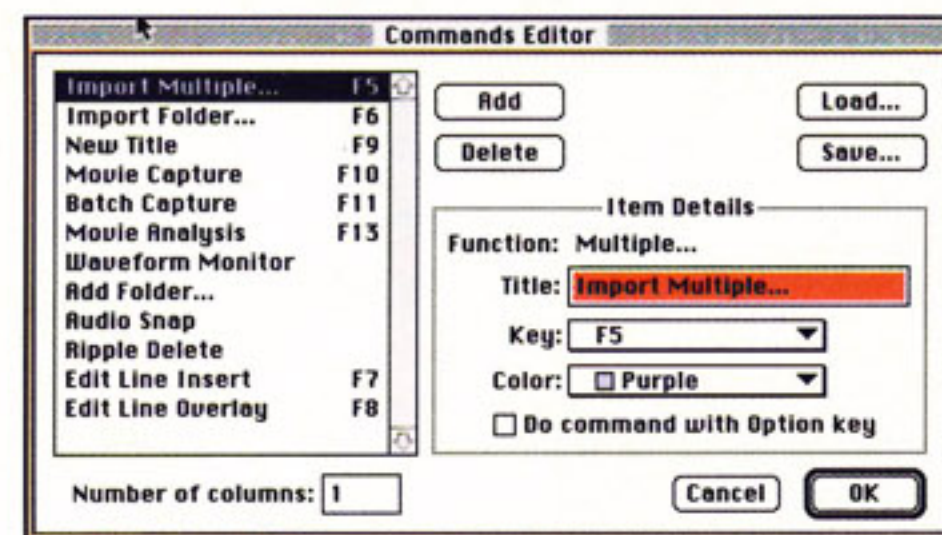 Commands Editor
Import Multiple... F5
Import Folder... F6
New Title F9
Movie Capture F10
Batch Capture F11
Movie Analysis F13
Waveform Monitor
Add Folder...
Audio Snap
Ripple Delete
Edit Line Insert F7
Edit Line Overlay F8
Number of columns: 1
Add
Load...
Delete
Save...
Item Details
Function: Multiple...
Title: Import Multiple...
Key: F5
Color: Purple
Do command with Option key
Cancel
OK